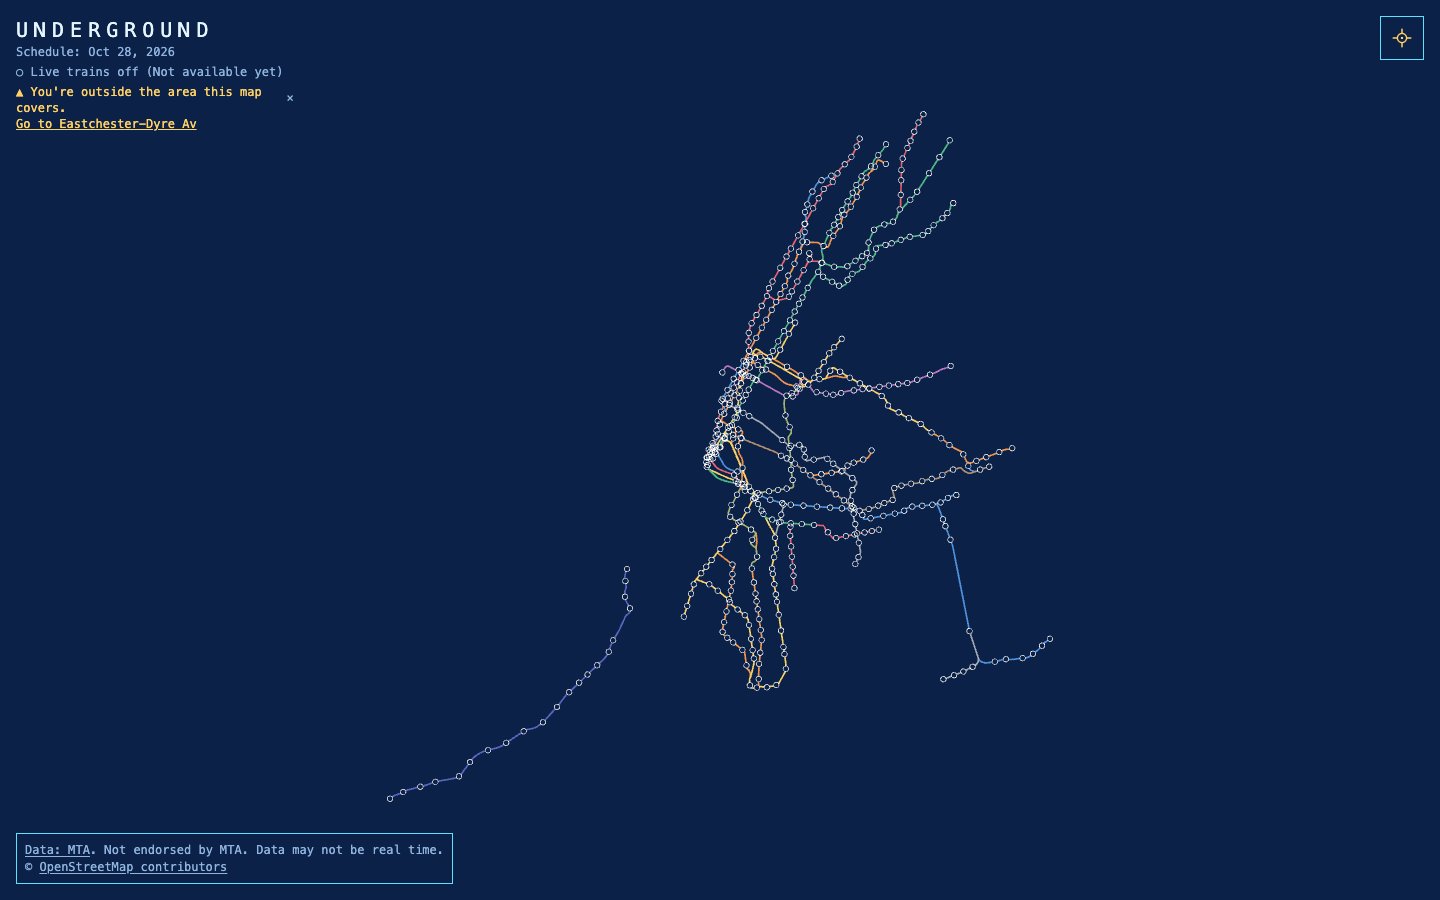 UNDERGROUND
Schedule: Oct 28, 2026
○ Live trains off (Not available yet)
▲ You're outside the area this map
covers.
×
Go to Eastchester–Dyre Av
Data: MTA. Not endorsed by MTA. Data may not be real time.
© OpenStreetMap contributors